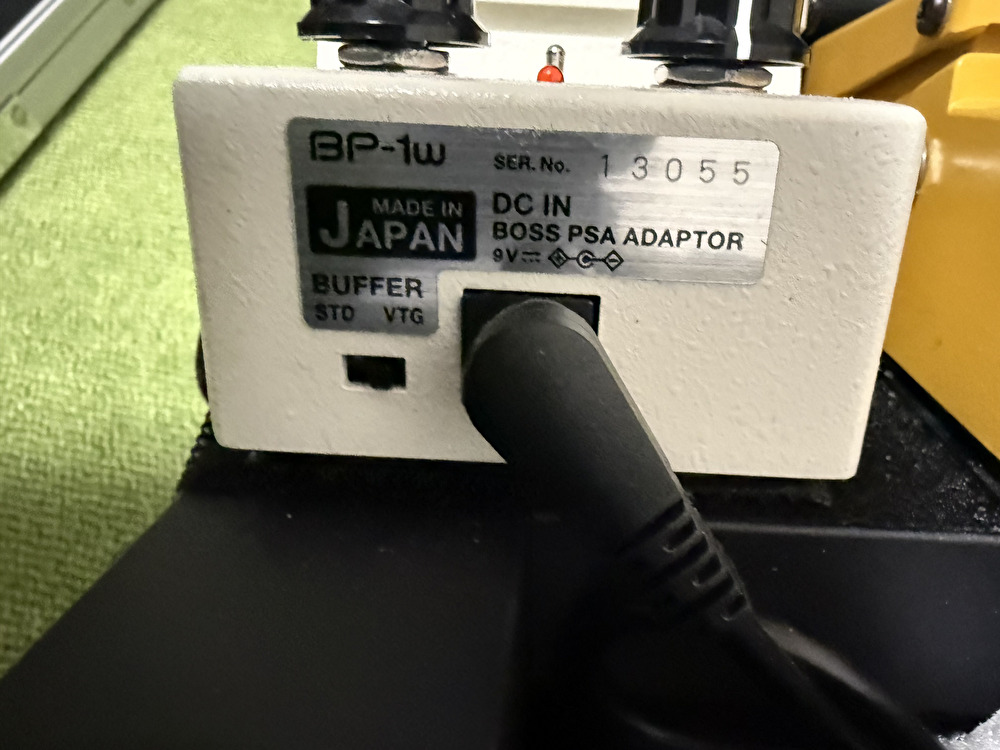 BP-1w
SER. No. 13055
MADE IN
JAPAN
DC IN
BOSS PSA ADAPTOR
9V
BUFFER
STD VTG